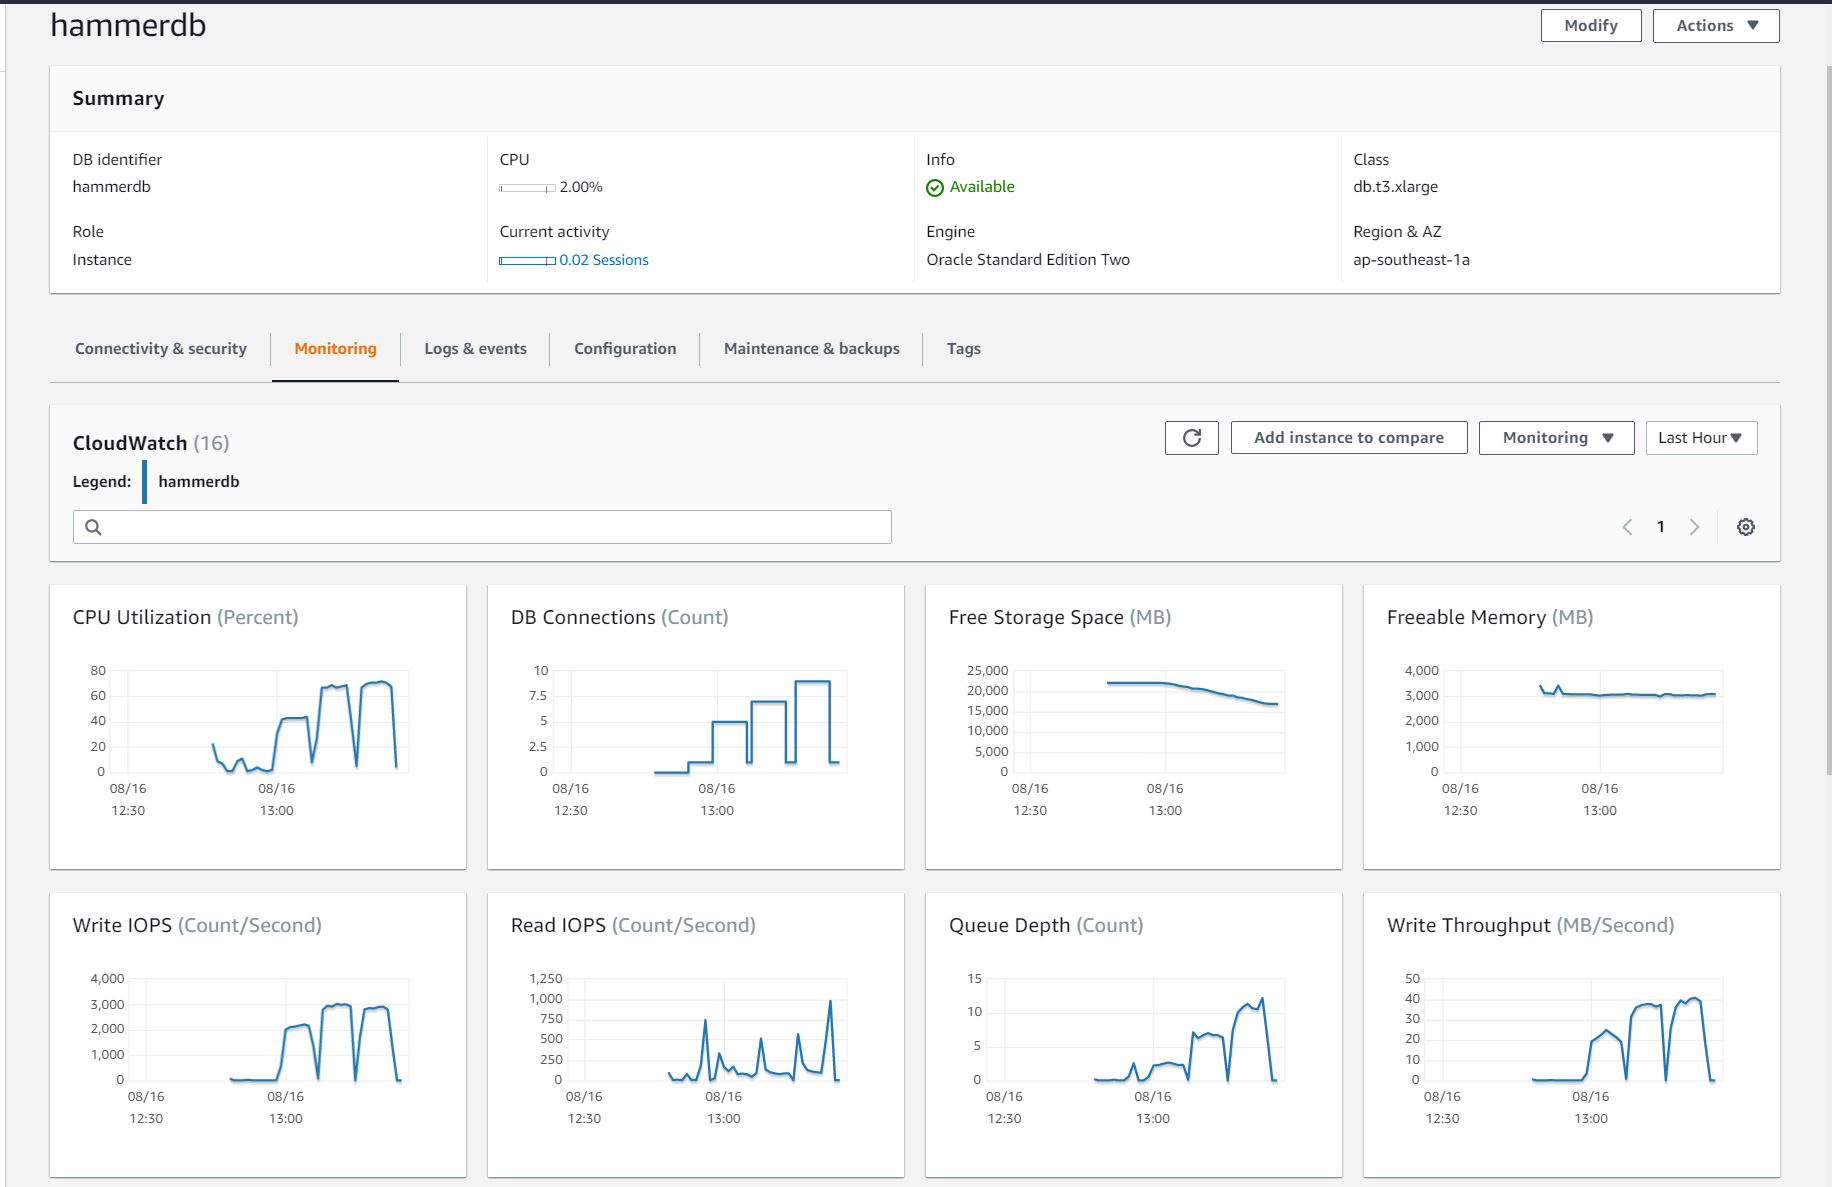 hammerdb
Modify
Actions
Summary
DB identifier
CPU
Info
Class
hammerdb
2.00%
Available
db.t3.xlarge
Role
Current activity
Engine
Region & AZ
Instance
0.02 Sessions
Oracle Standard Edition Two
ap-southeast-1a
Connectivity & security
Monitoring
Logs & events
Configuration
Maintenance & backups
Tags
CloudWatch (16)
Add instance to compare
Monitoring
Last Hour
Legend:
hammerdb
1
CPU Utilization (Percent)
80
60
40
20
0
08/16
12:30
08/16
13:00
DB Connections (Count)
10
7.5
5
2.5
0
08/16
12:30
08/16
13:00
Free Storage Space (MB)
25,000
20,000
15,000
10,000
5,000
0
08/16
12:30
08/16
13:00
Freeable Memory (MB)
4,000
3,000
2,000
1,000
0
08/16
12:30
08/16
13:00
Write IOPS (Count/Second)
4,000
3,000
2,000
1,000
0
08/16
12:30
08/16
13:00
Read IOPS (Count/Second)
1,250
1,000
750
500
250
0
08/16
12:30
08/16
13:00
Queue Depth (Count)
15
10
5
0
08/16
12:30
08/16
13:00
Write Throughput (MB/Second)
50
40
30
20
10
0
08/16
12:30
08/16
13:00